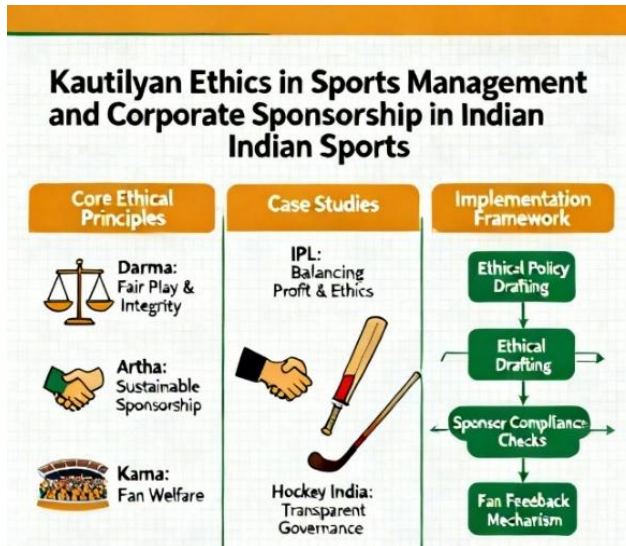 Kautilyan Ethics in Sports Management
and Corporate Sponsorship in Indian
Indian Sports
Core Ethical
Principles
Darma:
Fair Play &
Integrity
Artha:
Sustainable
Sponsorship
Kama:
Fan Welfare
Case Studies
IPL:
Balancing
Profit & Ethics
Hockey India:
Transparent
Governance
Implementation
Framework
Ethical Policy
Drafting
Ethical
Drafting
Sponser Compliance
Checks
Fan Feedback
Mechanism